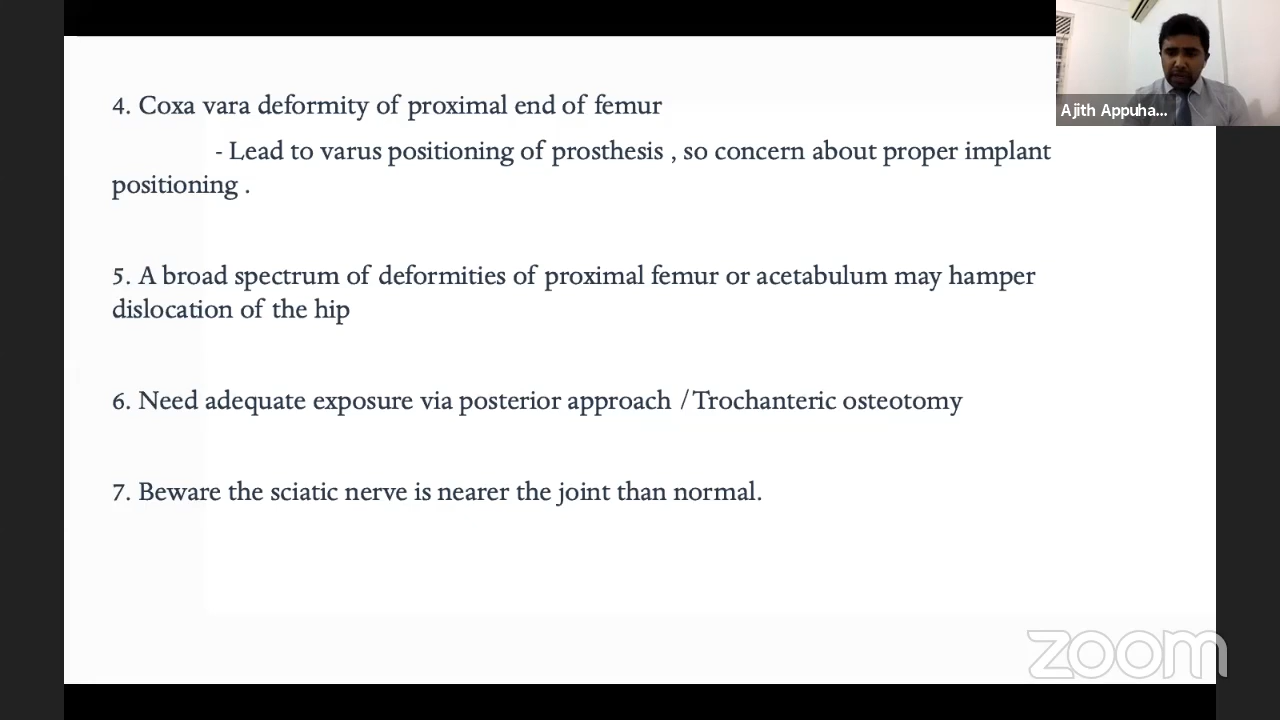 Ajith Appuha...
4. Coxa vara deformity of proximal end of femur
- Lead to varus positioning of prosthesis , so concern about proper implant
positioning .
5. A broad spectrum of deformities of proximal femur or acetabulum may hamper
dislocation of the hip
6. Need adequate exposure via posterior approach / Trochanteric osteotomy
7. Beware the sciatic nerve is nearer the joint than normal.
zoom